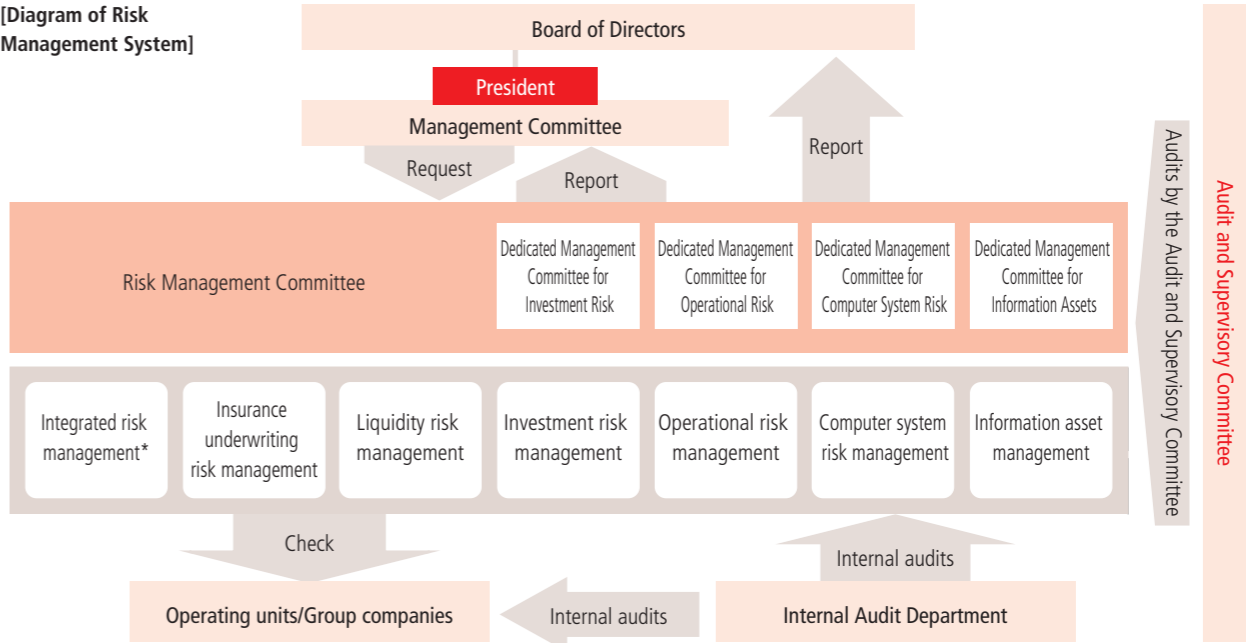 [Diagram of Risk
Management System]
Board of Directors
President
Management Committee
Request
Report
Report
Risk Management Committee
Dedicated Management
Committee for
Investment Risk
Dedicated Management
Committee for
Operational Risk
Dedicated Management
Committee for
Computer System Risk
Dedicated Management
Committee for
Information Assets
Integrated risk
management*
Insurance
underwriting
risk management
Liquidity risk
management
Investment risk
management
Operational risk
management
Computer system
risk management
Information asset
management
Check
Internal audits
Operating units/Group companies
Internal audits
Internal Audit Department
Audits by the Audit and Supervisory Committee
Audit and Supervisory Committee